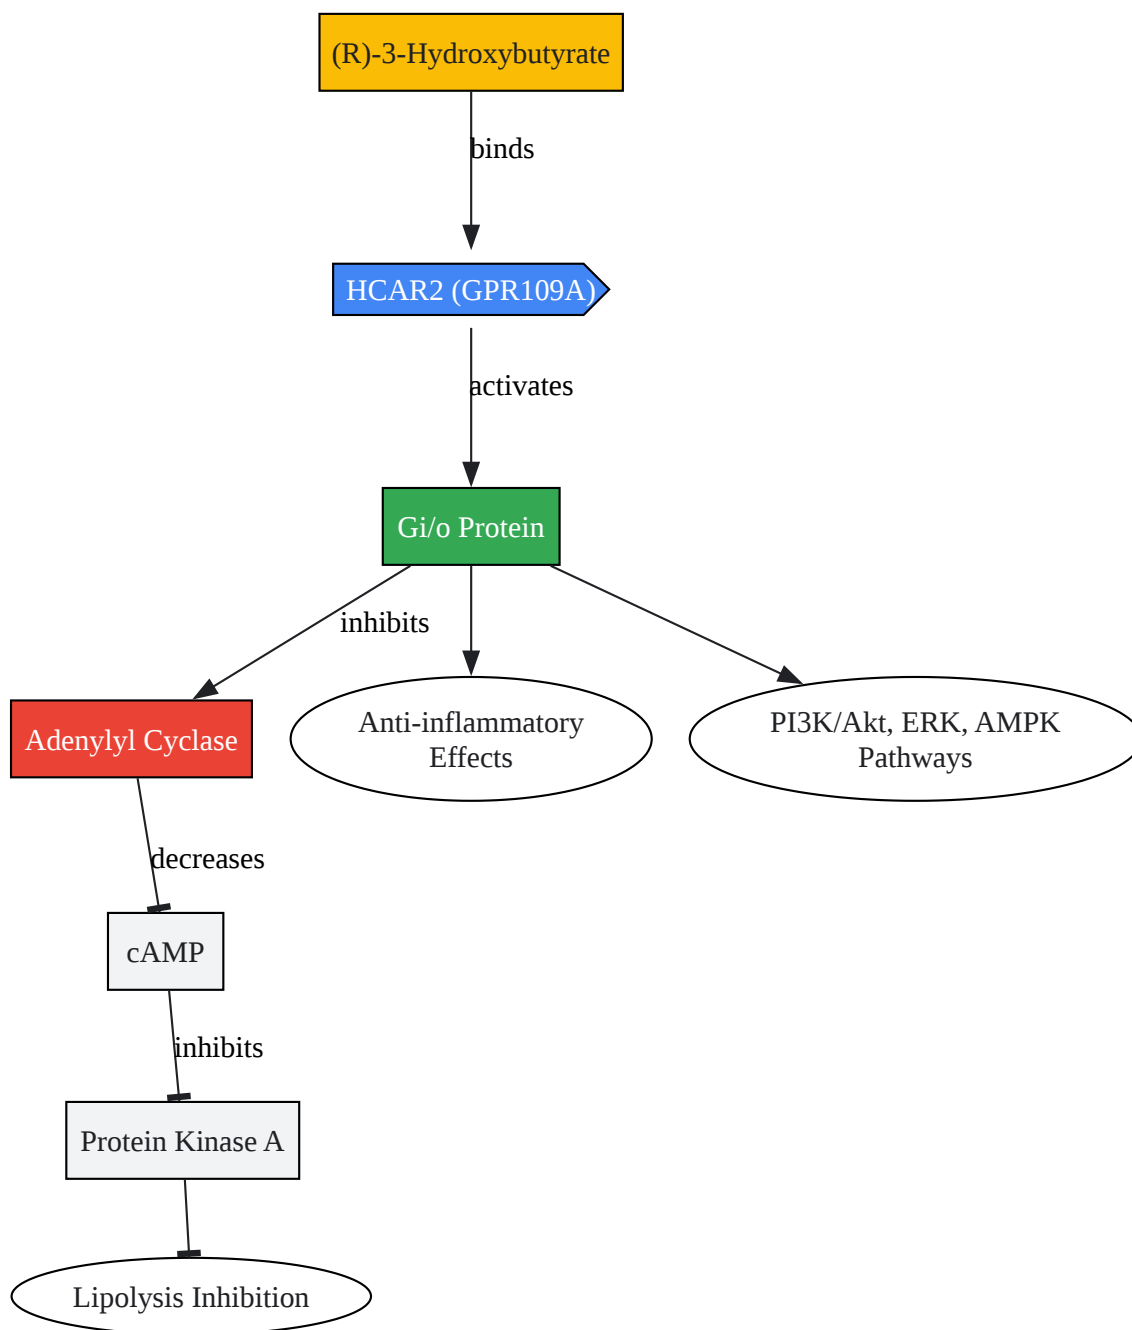 (R)-3-Hydroxybutyrate
binds
HCAR2 (GPR109A)
activates
Gi/o Protein
inhibits
Adenylyl Cyclase
Anti-inflammatory
Effects
PI3K/Akt, ERK, AMPK
Pathways
decreases
cAMP
inhibits
Protein Kinase A
Lipolysis Inhibition